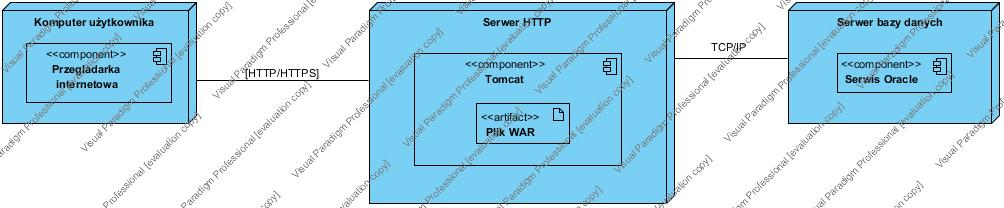 Komputer użytkownika
<<component>>
Przegladarka
internetowa
[HTTP/HTTPS]
Serwer HTTP
<<component>>
Tomcat
<<artifact>>
Plik WAR
TCP/IP
Serwer bazy danych
<<component>>
Serwis Oracle
Visual Paradigm Professional [evaluation copy]